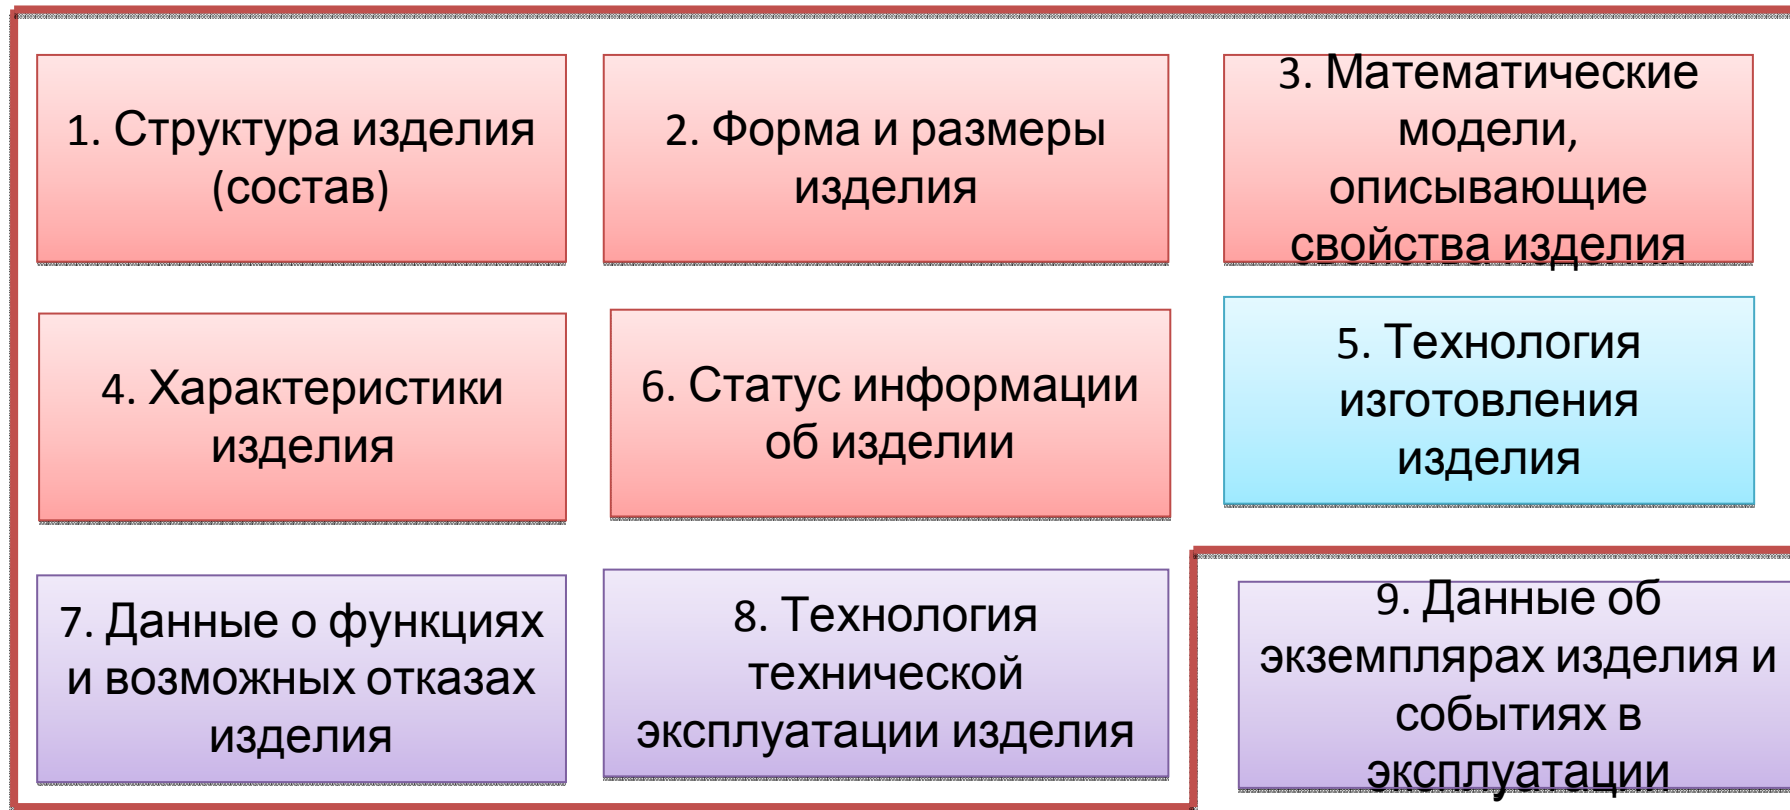 1. Структура изделия
(состав)
2. Форма и размеры
изделия
3. Математические
модели,
описывающие
свойства изделия
4. Характеристики
изделия
6. Статус информации
об изделии
5. Технология
изготовления
изделия
7. Данные о функциях
и возможных отказах
изделия
8. Технология
технической
эксплуатации изделия
9. Данные об
экземплярах изделия и
событиях в
эксплуатации